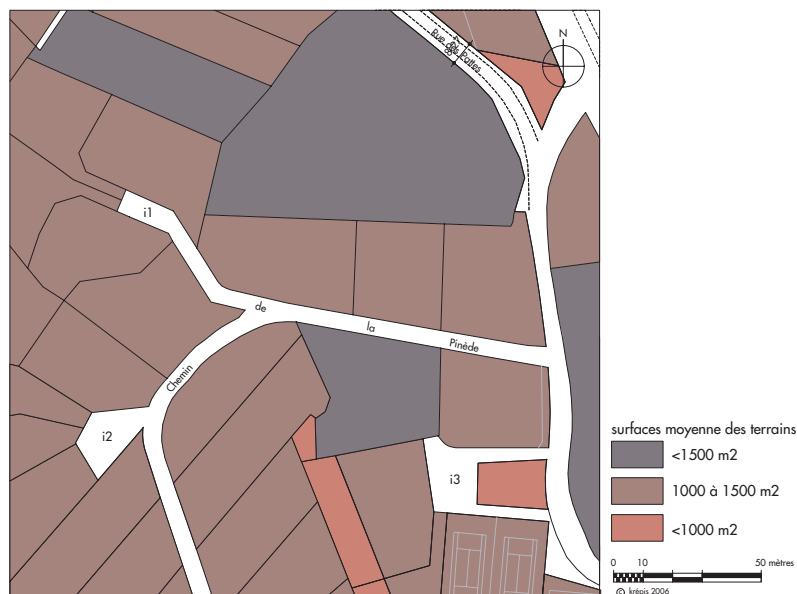 Rue des Pattes
N
i1
de
la
Pinède
Chemin
i2
i3
surfaces moyenne des terrains
<1500 m2
1000 à 1500 m2
<1000 m2
0 10 50 mètres
© krépis 2006